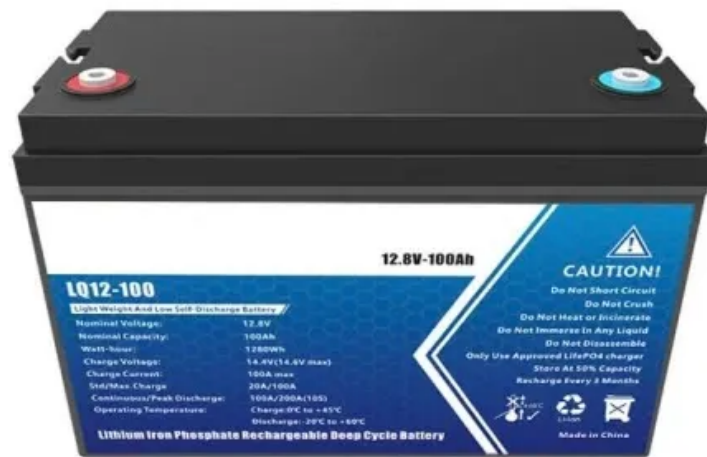 12.8V-100Ah
LQ12-100
Light Weight And Low Self-Discharge Battery
Nominal Voltage: 12.8V
Nominal Capacity: 100Ah
Watt-hour: 1280Wh
Charge Voltage: 14.4V(14.6V max)
Charge Current: 100A max
Std/Max.Charge 20A/100A
Continuous/Peak Discharge: 100A/200A(10S)
Operating Temperature: Charge:0℃ to +45℃
Discharge:-20℃ to +60℃
Lithium Iron Phosphate Rechargeable Deep Cycle Battery
CAUTION!
Do Not Short Circuit
Do Not Crush
Do Not Heat or Incinerate
Do Not Immerse In Any Liquid
Do Not Disassemble
Only Use Approved LifePO4 charger
Store At 50% Capacity
Recharge Every 3 Months
Li-ion
Made in China